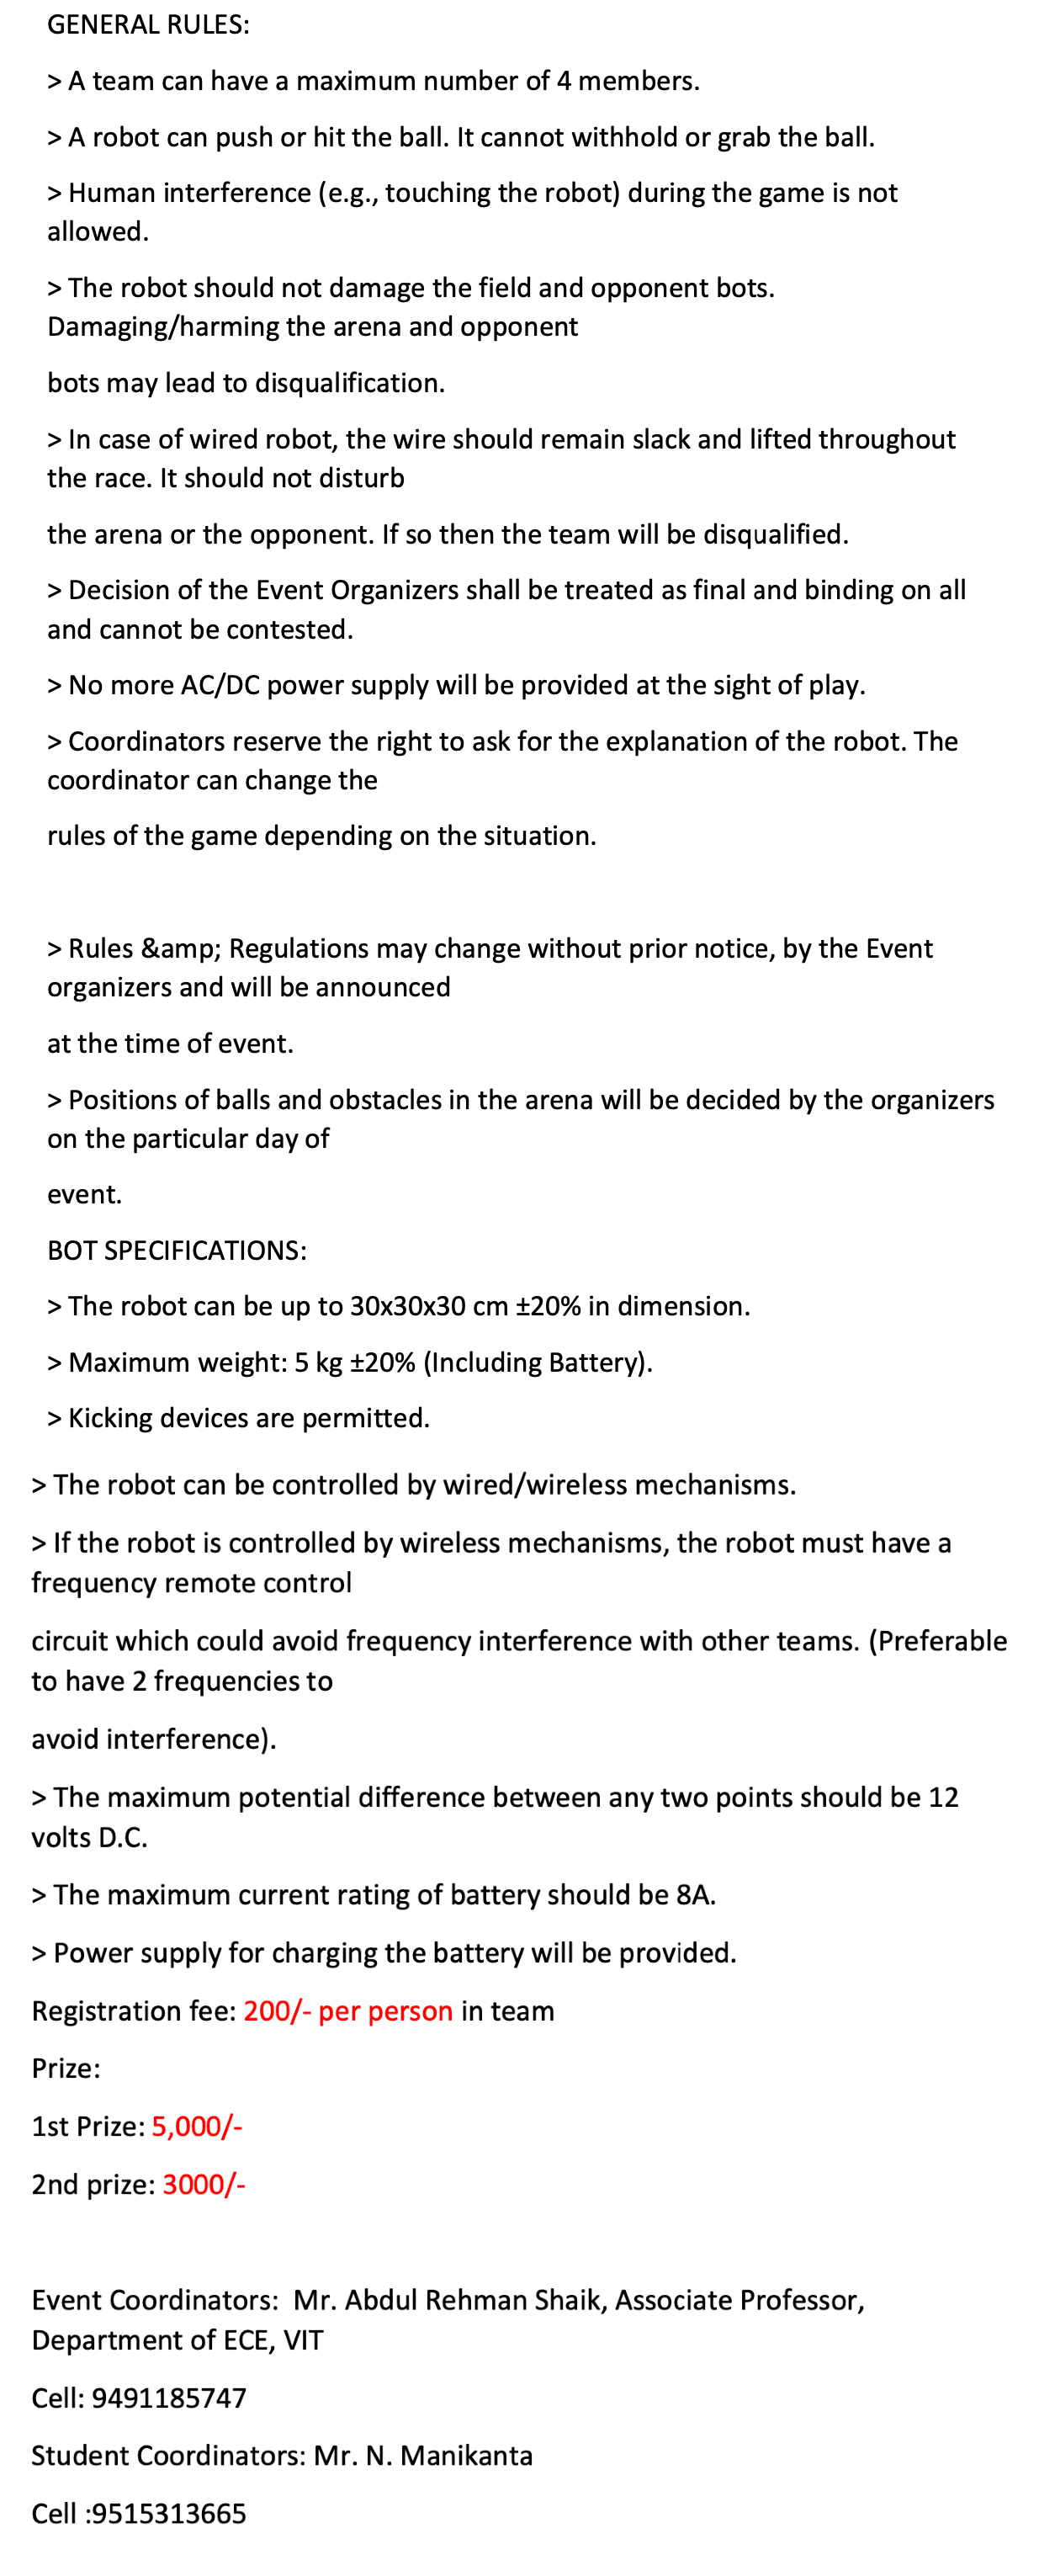 GENERAL RULES:
> A team can have a maximum number of 4 members.
> A robot can push or hit the ball. It cannot withhold or grab the ball.
> Human interference (e.g., touching the robot) during the game is not
allowed.
> The robot should not damage the field and opponent bots.
Damaging/harming the arena and opponent
bots may lead to disqualification.
> In case of wired robot, the wire should remain slack and lifted throughout
the race. It should not disturb
the arena or the opponent. If so then the team will be disqualified.
> Decision of the Event Organizers shall be treated as final and binding on all
and cannot be contested.
> No more AC/DC power supply will be provided at the sight of play.
> Coordinators reserve the right to ask for the explanation of the robot. The
coordinator can change the
rules of the game depending on the situation.
> Rules &amp; Regulations may change without prior notice, by the Event
organizers and will be announced
at the time of event.
> Positions of balls and obstacles in the arena will be decided by the organizers
on the particular day of
event.
BOT SPECIFICATIONS:
> The robot can be up to 30x30x30 cm ±20% in dimension.
> Maximum weight: 5 kg ±20% (Including Battery).
> Kicking devices are permitted.
> The robot can be controlled by wired/wireless mechanisms.
> If the robot is controlled by wireless mechanisms, the robot must have a
frequency remote control
circuit which could avoid frequency interference with other teams. (Preferable
to have 2 frequencies to
avoid interference).
> The maximum potential difference between any two points should be 12
volts D.C.
> The maximum current rating of battery should be 8A.
> Power supply for charging the battery will be provided.
Registration fee: 200/- per person in team
Prize:
1st Prize: 5,000/-
2nd prize: 3000/-
Event Coordinators:  Mr. Abdul Rehman Shaik, Associate Professor,
Department of ECE, VIT
Cell: 9491185747
Student Coordinators: Mr. N. Manikanta
Cell :9515313665